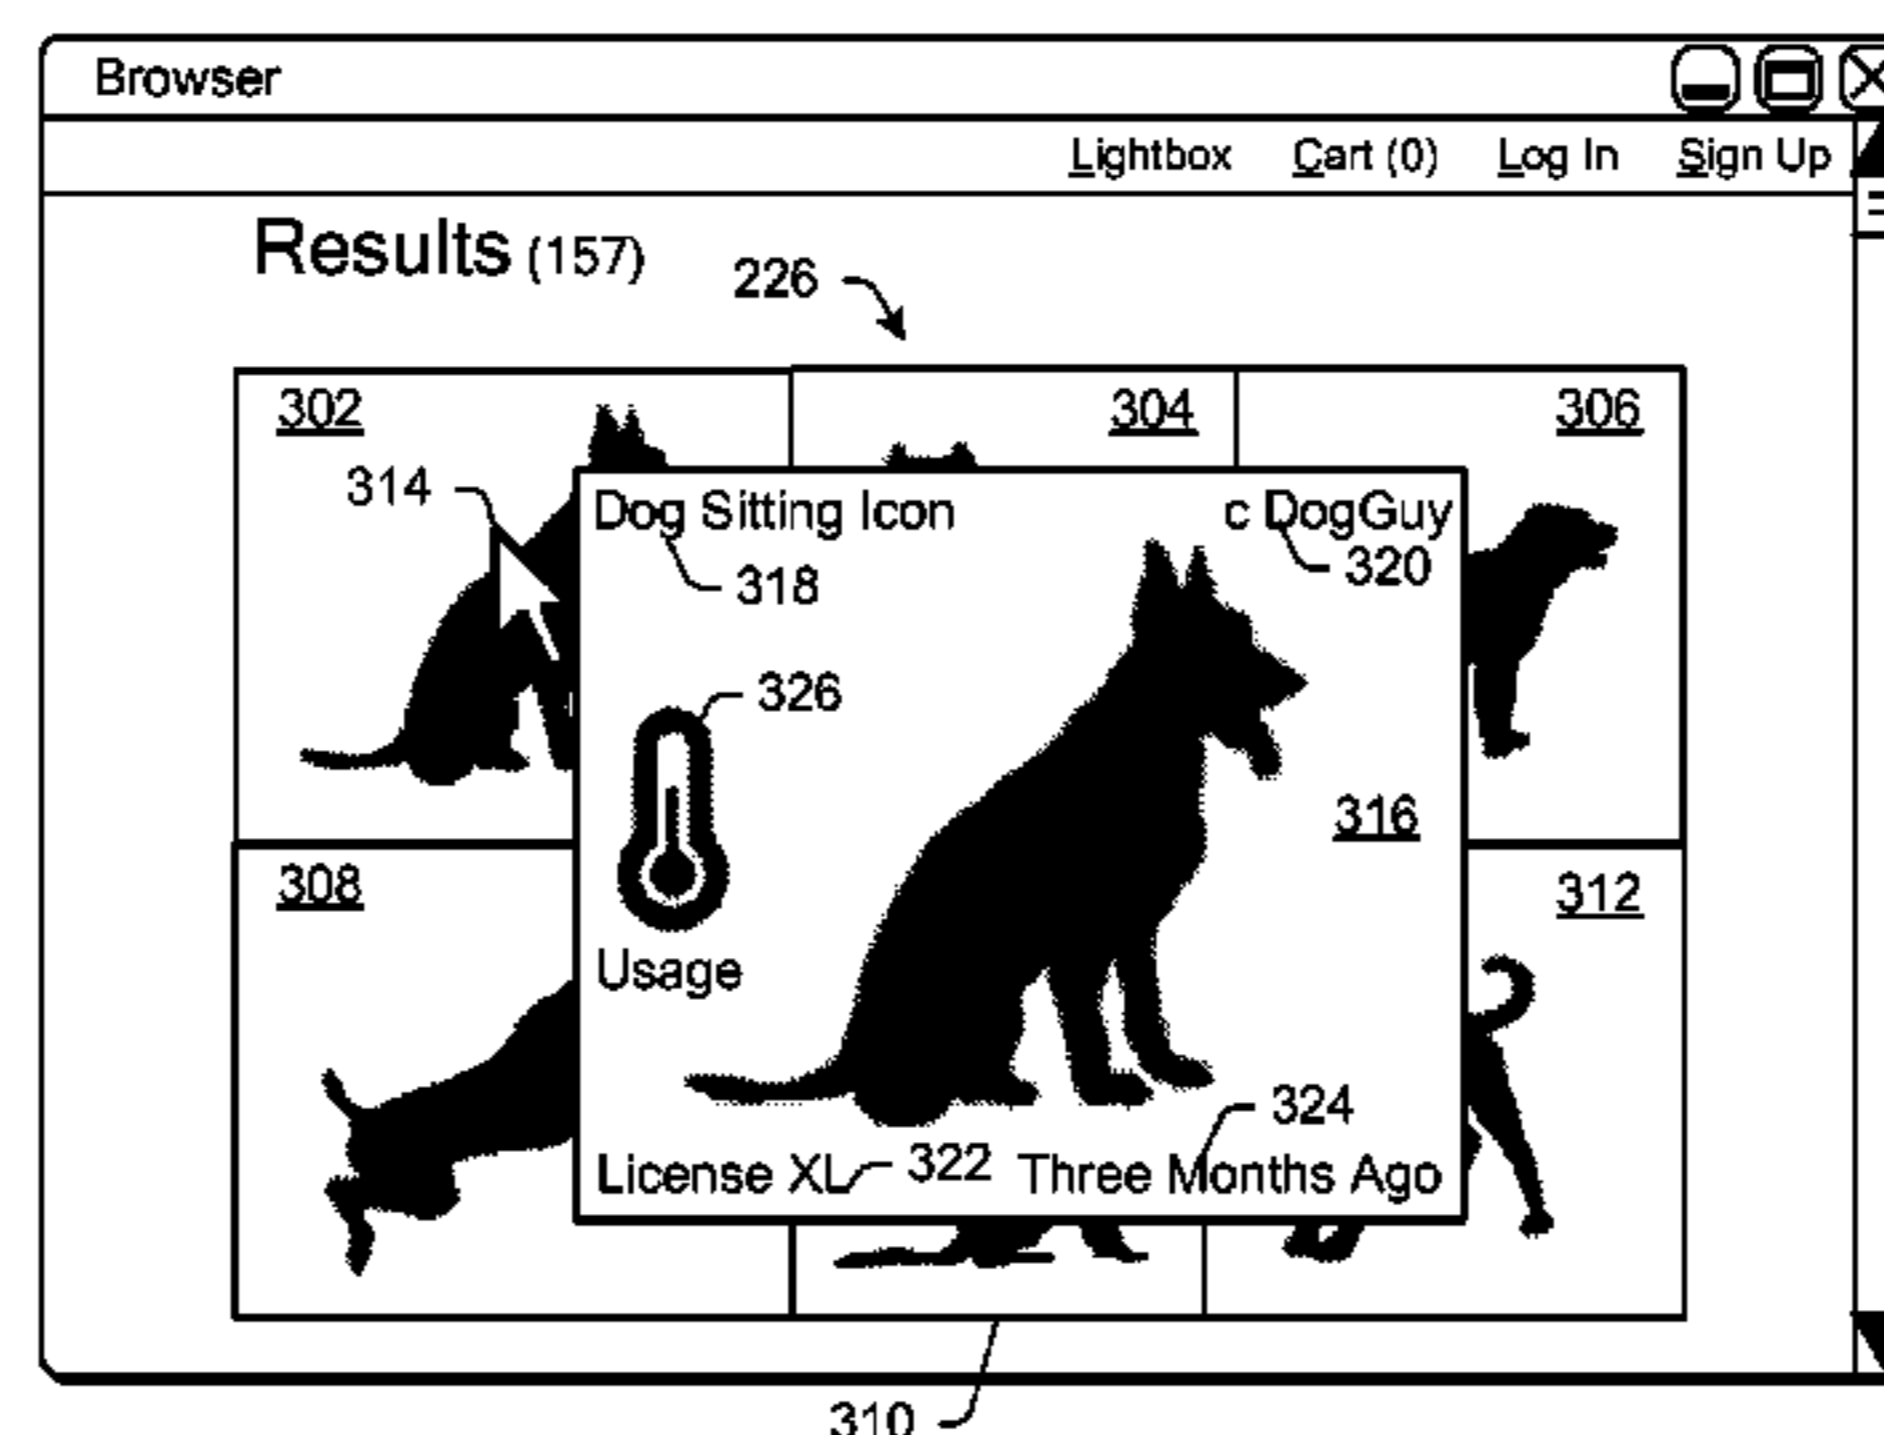 Browser
Lightbox Cart (0) Log In Sign Up
Results (157)
226
302 304 306
314
Dog Sitting Icon c DogGuy
318 320
326
316
308 312
Usage
324
License XL 322 Three Months Ago
310